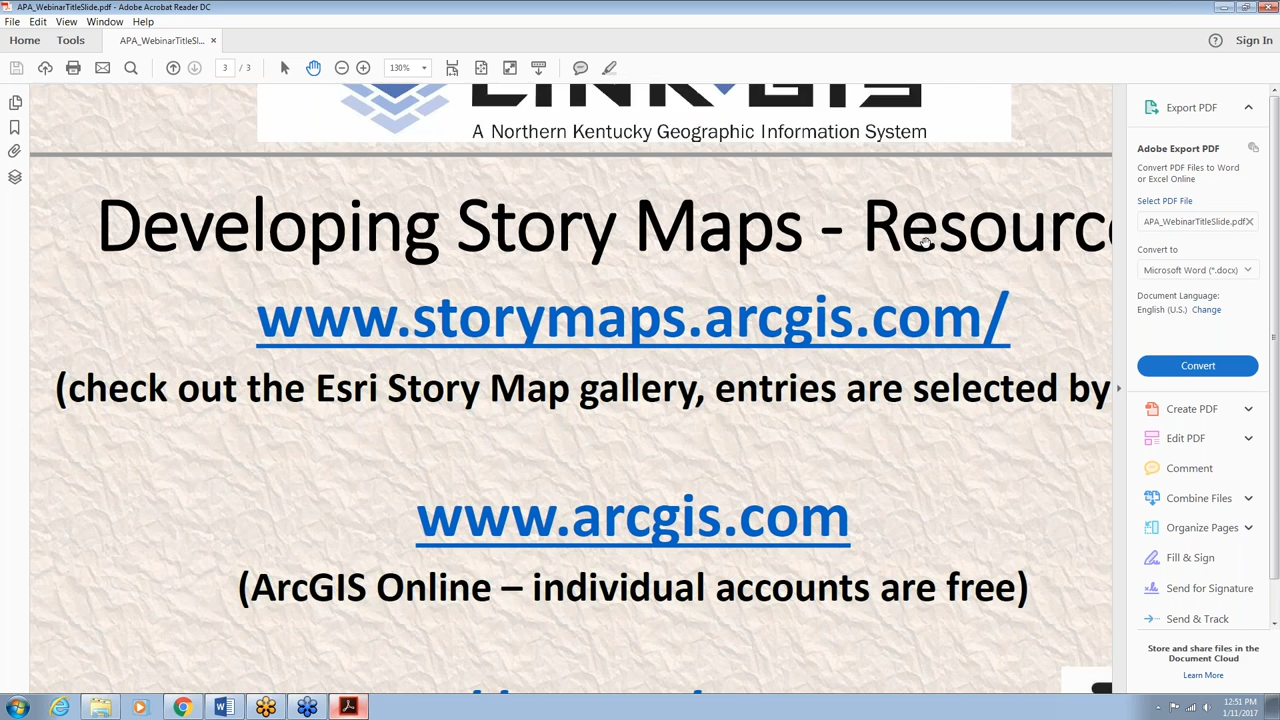 APA_WebinarTitleSlide.pdf - Adobe Acrobat Reader DC
File Edit View Window Help
Home Tools APA_WebinarTitleSl... × Sign In
3 / 3 130%
LINK GIS
A Northern Kentucky Geographic Information System
Developing Story Maps - Resourc
www.storymaps.arcgis.com/
(check out the Esri Story Map gallery, entries are selected by
www.arcgis.com
(ArcGIS Online – individual accounts are free)
Export PDF
Adobe Export PDF
Convert PDF Files to Word
or Excel Online
Select PDF File
APA_WebinarTitleSlide.pdf
Convert to
Microsoft Word (*.docx)
Document Language:
English (U.S.) Change
Convert
Create PDF
Edit PDF
Comment
Combine Files
Organize Pages
Fill & Sign
Send for Signature
Send & Track
Store and share files in the
Document Cloud
Learn More
12:51 PM
1/11/2017